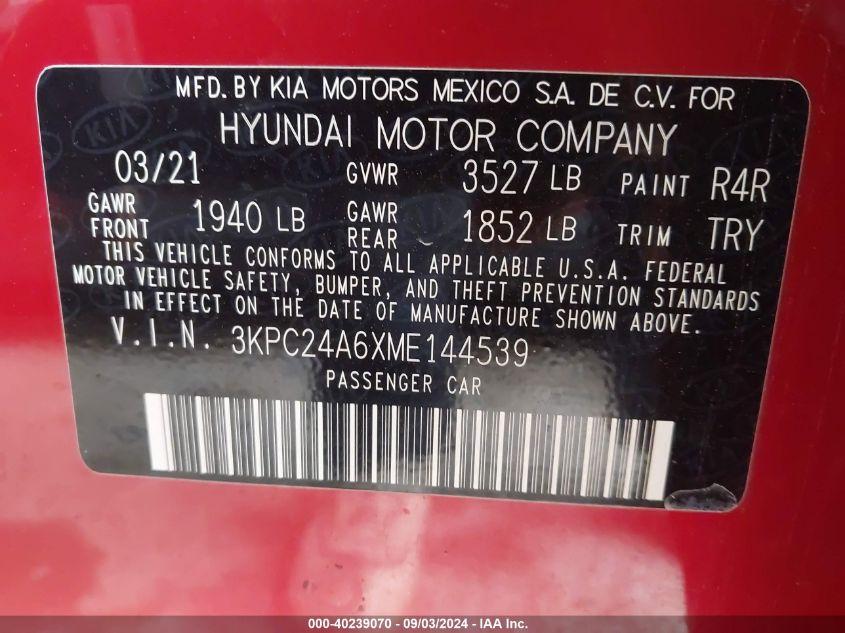 MFD. BY KIA MOTORS MEXICO S.A. DE C.V. FOR
HYUNDAI MOTOR COMPANY
03/21 GVWR 3527 LB PAINT R4R
GAWR FRONT 1940 LB GAWR REAR 1852 LB TRIM TRY
THIS VEHICLE CONFORMS TO ALL APPLICABLE U.S.A. FEDERAL
MOTOR VEHICLE SAFETY, BUMPER, AND THEFT PREVENTION STANDARDS
IN EFFECT ON THE DATE OF MANUFACTURE SHOWN ABOVE.
V.I.N. 3KPC24A6XME144539
PASSENGER CAR
000-40239070 - 09/03/2024 - IAA Inc.